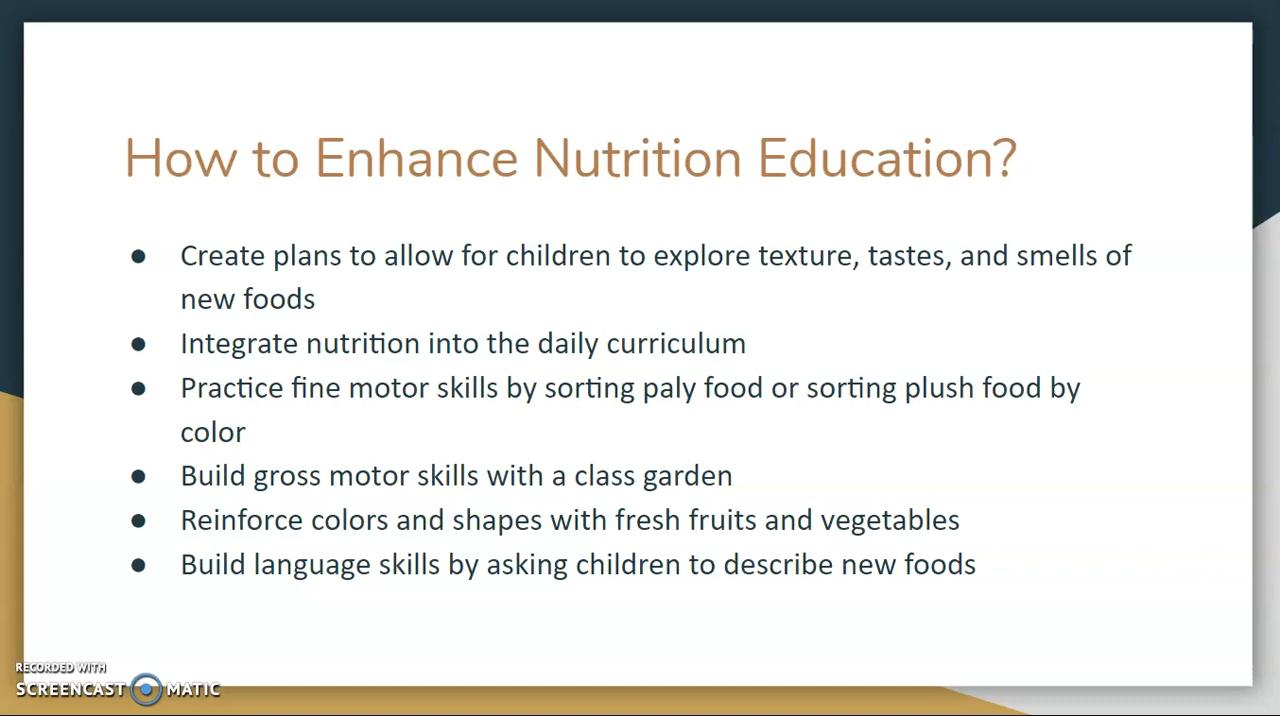 How to Enhance Nutrition Education?
● Create plans to allow for children to explore texture, tastes, and smells of
new foods
● Integrate nutrition into the daily curriculum
● Practice fine motor skills by sorting paly food or sorting plush food by
color
● Build gross motor skills with a class garden
● Reinforce colors and shapes with fresh fruits and vegetables
● Build language skills by asking children to describe new foods
RECORDED WITH
SCREENCAST MATIC